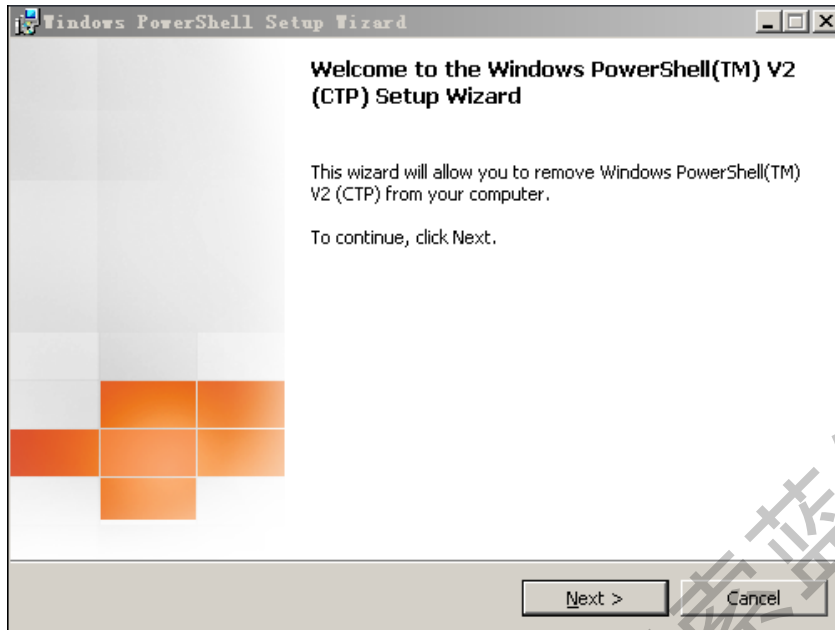 Windows PowerShell Setup Wizard
Welcome to the Windows PowerShell(TM) V2
(CTP) Setup Wizard
This wizard will allow you to remove Windows PowerShell(TM)
V2 (CTP) from your computer.
To continue, click Next.
Next >
Cancel